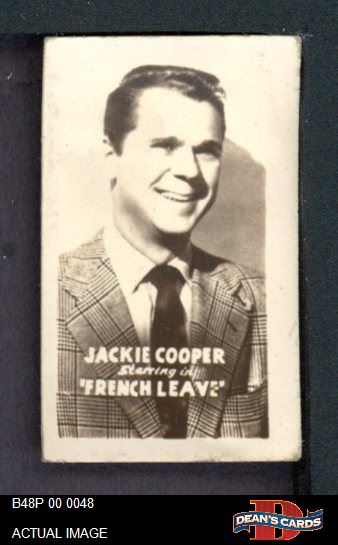 JACKIE COOPER
Starring in
"FRENCH LEAVE"
B48P 00 0048
ACTUAL IMAGE
D
DEAN'S CARDS